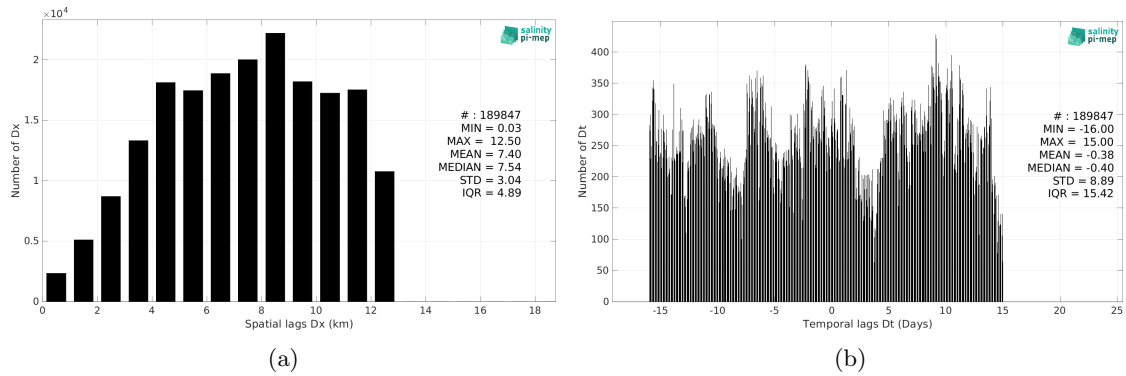 ×10⁴
salinity
pi-mep
2
1.5
1
0.5
0
Number of Dx
# : 189847
MIN = 0.03
MAX = 12.50
MEAN = 7.40
MEDIAN = 7.54
STD = 3.04
IQR = 4.89
0 2 4 6 8 10 12 14 16 18
Spatial lags Dx (km)
(a)
salinity
pi-mep
450
400
350
300
250
200
150
100
50
0
Number of Dt
# : 189847
MIN = -16.00
MAX = 15.00
MEAN = -0.38
MEDIAN = -0.40
STD = 8.89
IQR = 15.42
-15 -10 -5 0 5 10 15 20 25
Temporal lags Dt (Days)
(b)